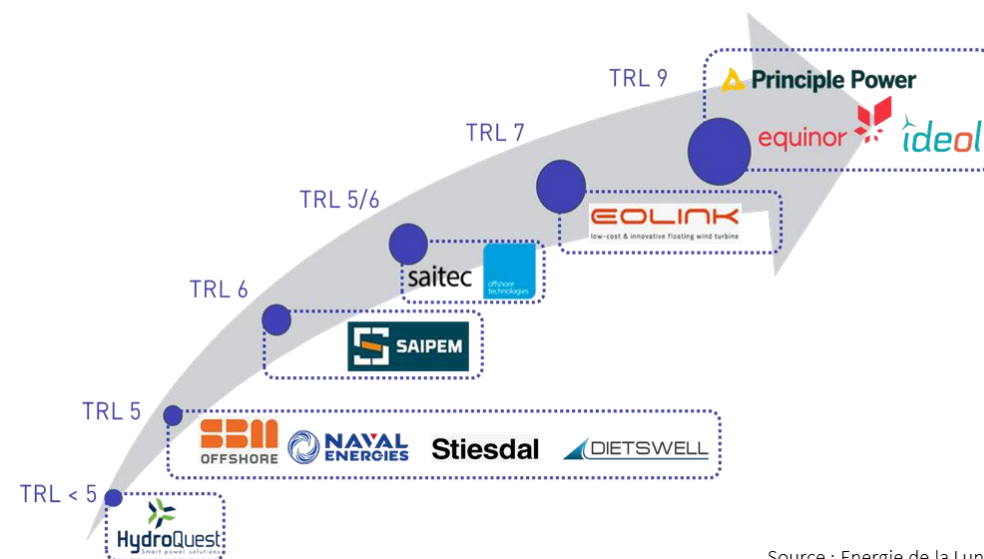 TRL 9
Principle Power
equinor
ideol
TRL 7
EOLINK
low-cost & innovative floating wind turbine
TRL 5/6
saitec
offshore
technologies
TRL 6
SAIPEM
TRL 5
SBM
OFFSHORE
NAVAL
ENERGIES
Stiesdal
DIETSWELL
TRL < 5
HydroQuest
Smart power solutions
Source : Energie de la Lun